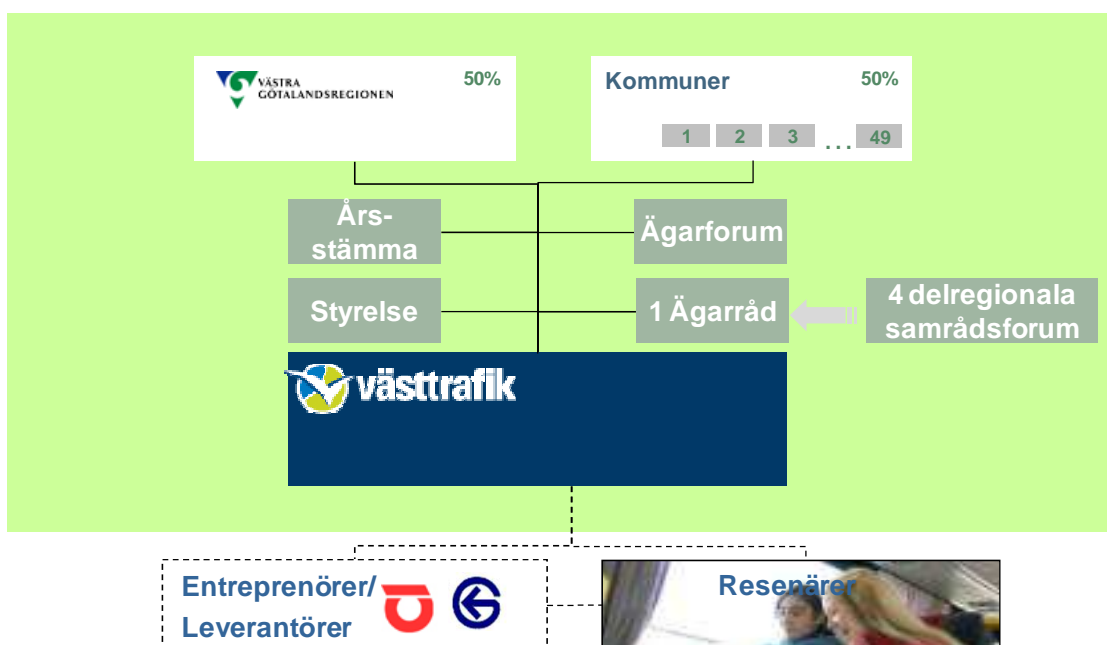 VÄSTRA
GÖTALANDSREGIONEN
50%
Kommuner
50%
1 2 3 ... 49
Års-
stämma
Ägarforum
Styrelse
1 Ägarråd
4 delregionala
samrådsforum
västtrafik
Entreprenörer/
Leverantörer
Resenärer